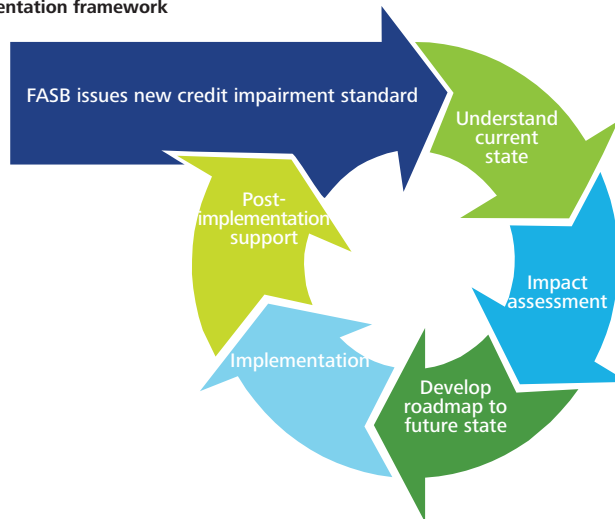 entation framework
FASB issues new credit impairment standard
Understand
current
state
Impact
assessment
Develop
roadmap to
future state
Implementation
Post-
implementation
support